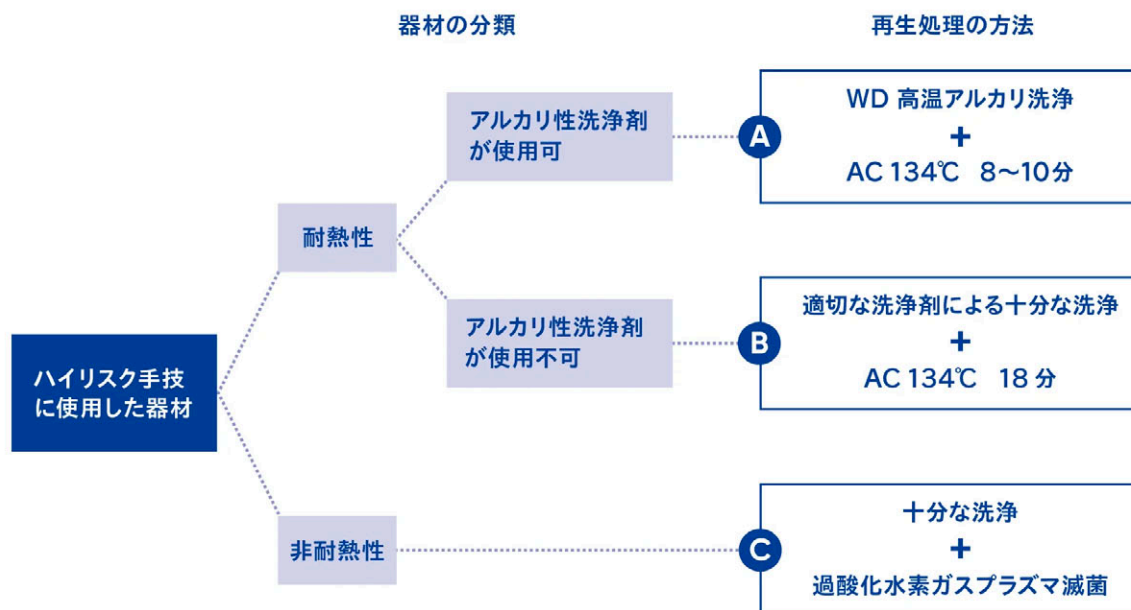 器材の分類
再生処理の方法
アルカリ性洗浄剤
が使用可
A
WD 高温アルカリ洗浄
+
AC 134℃ 8〜10分
耐熱性
アルカリ性洗浄剤
が使用不可
B
適切な洗浄剤による十分な洗浄
+
AC 134℃ 18分
ハイリスク手技
に使用した器材
非耐熱性
C
十分な洗浄
+
過酸化水素ガスプラズマ滅菌